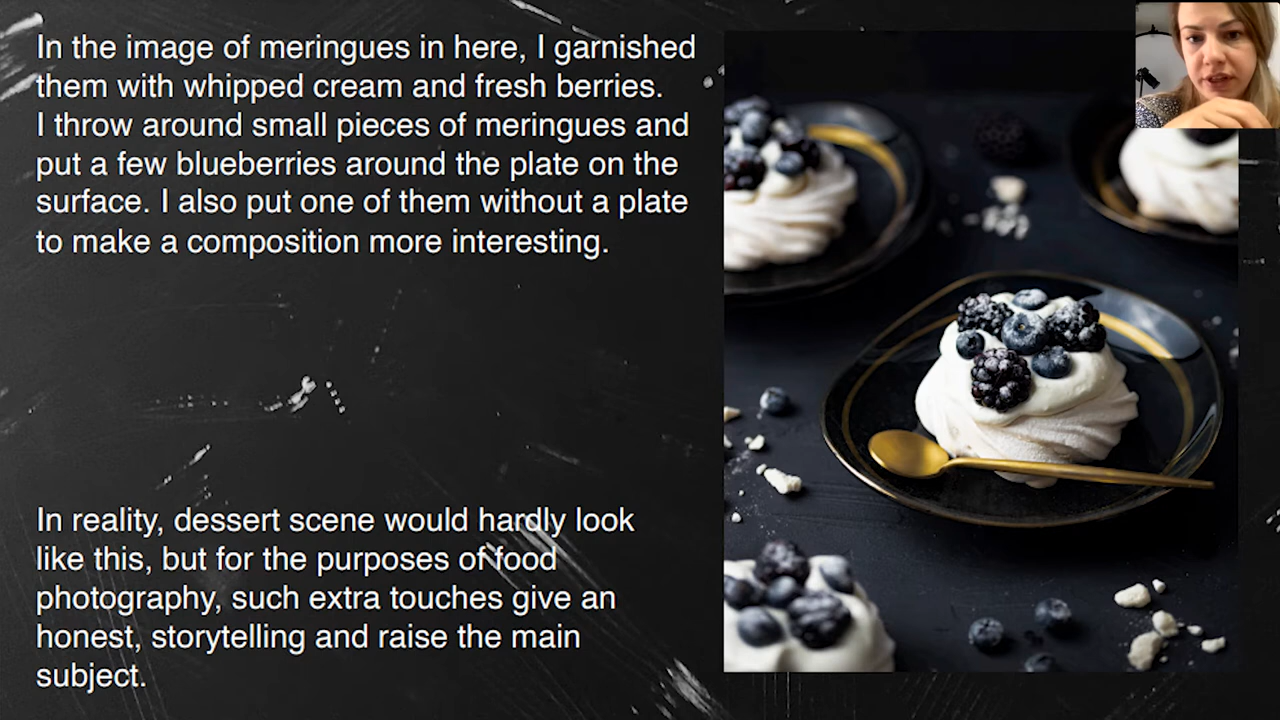 In the image of meringues in here, I garnished
them with whipped cream and fresh berries.
I throw around small pieces of meringues and
put a few blueberries around the plate on the
surface. I also put one of them without a plate
to make a composition more interesting.
In reality, dessert scene would hardly look
like this, but for the purposes of food
photography, such extra touches give an
honest, storytelling and raise the main
subject.